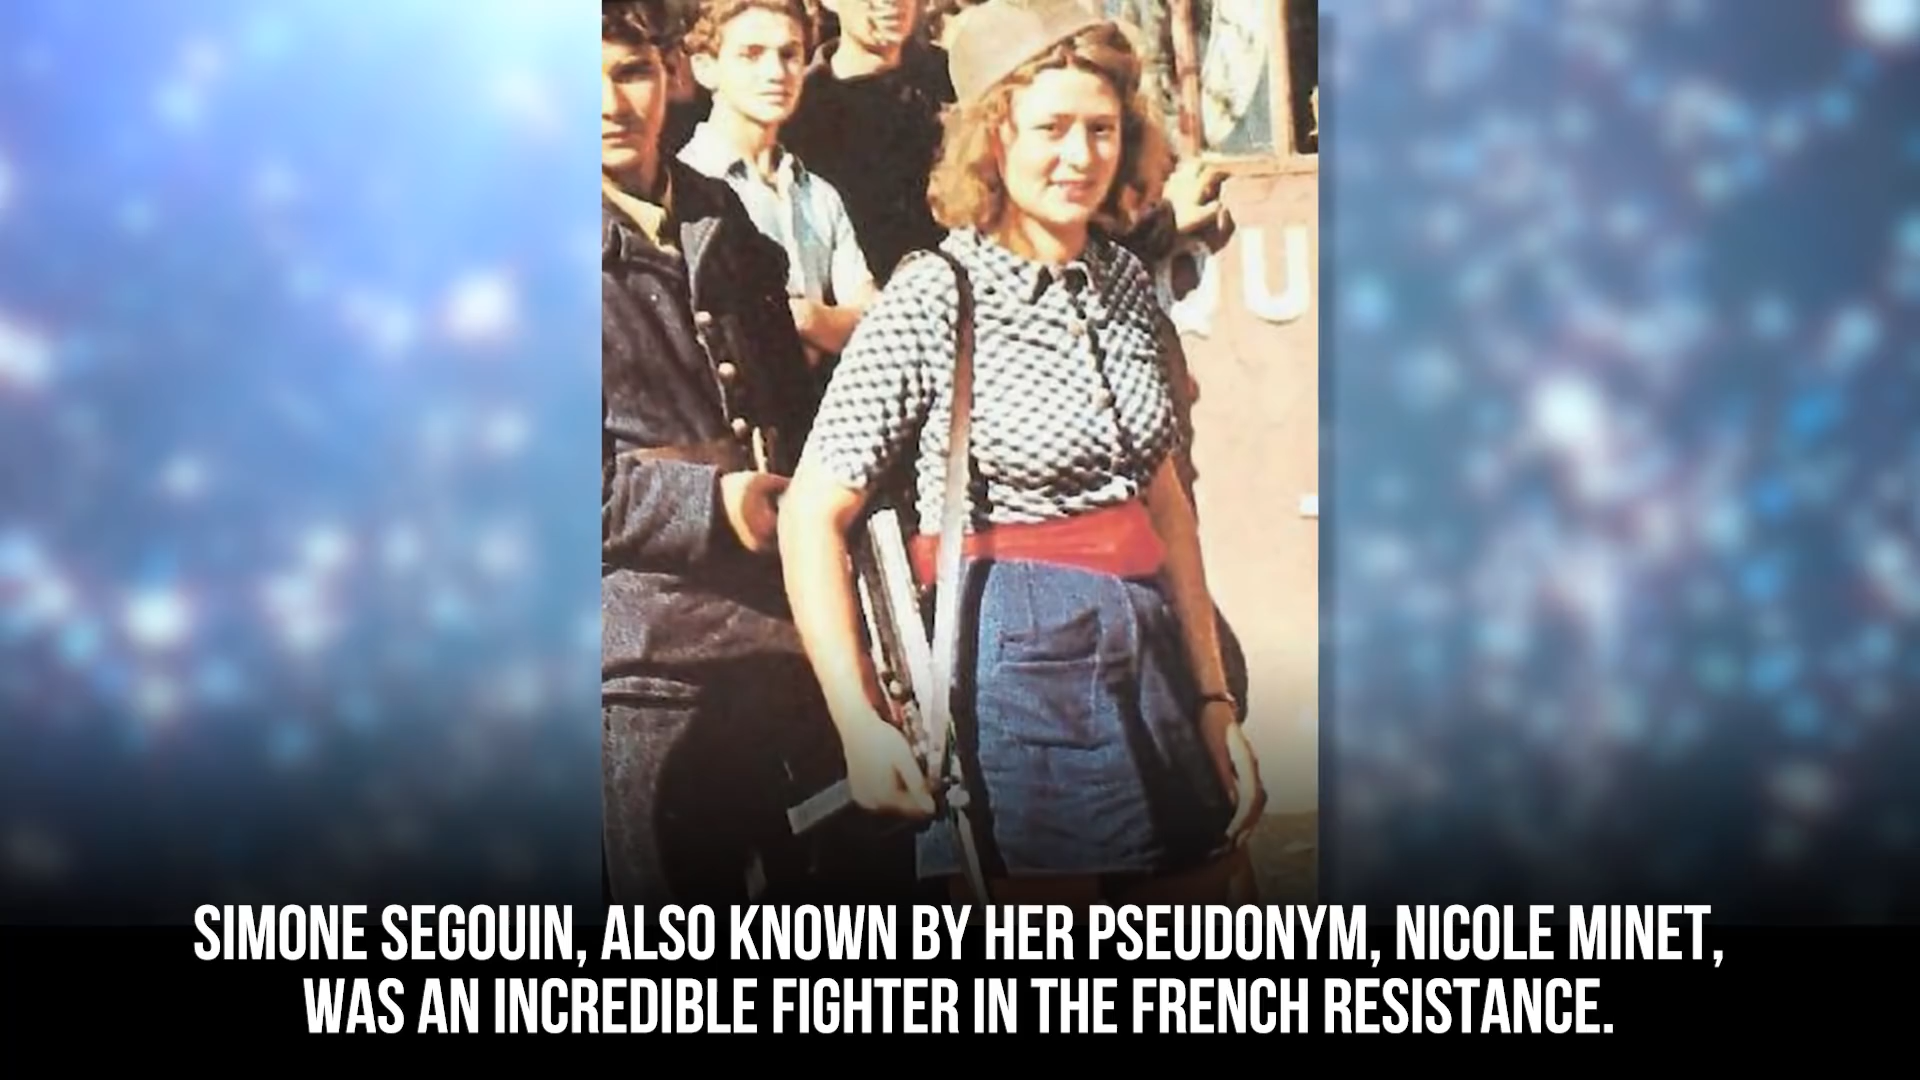 U
SIMONE SEGOUIN, ALSO KNOWN BY HER PSEUDONYM, NICOLE MINET,
WAS AN INCREDIBLE FIGHTER IN THE FRENCH RESISTANCE.